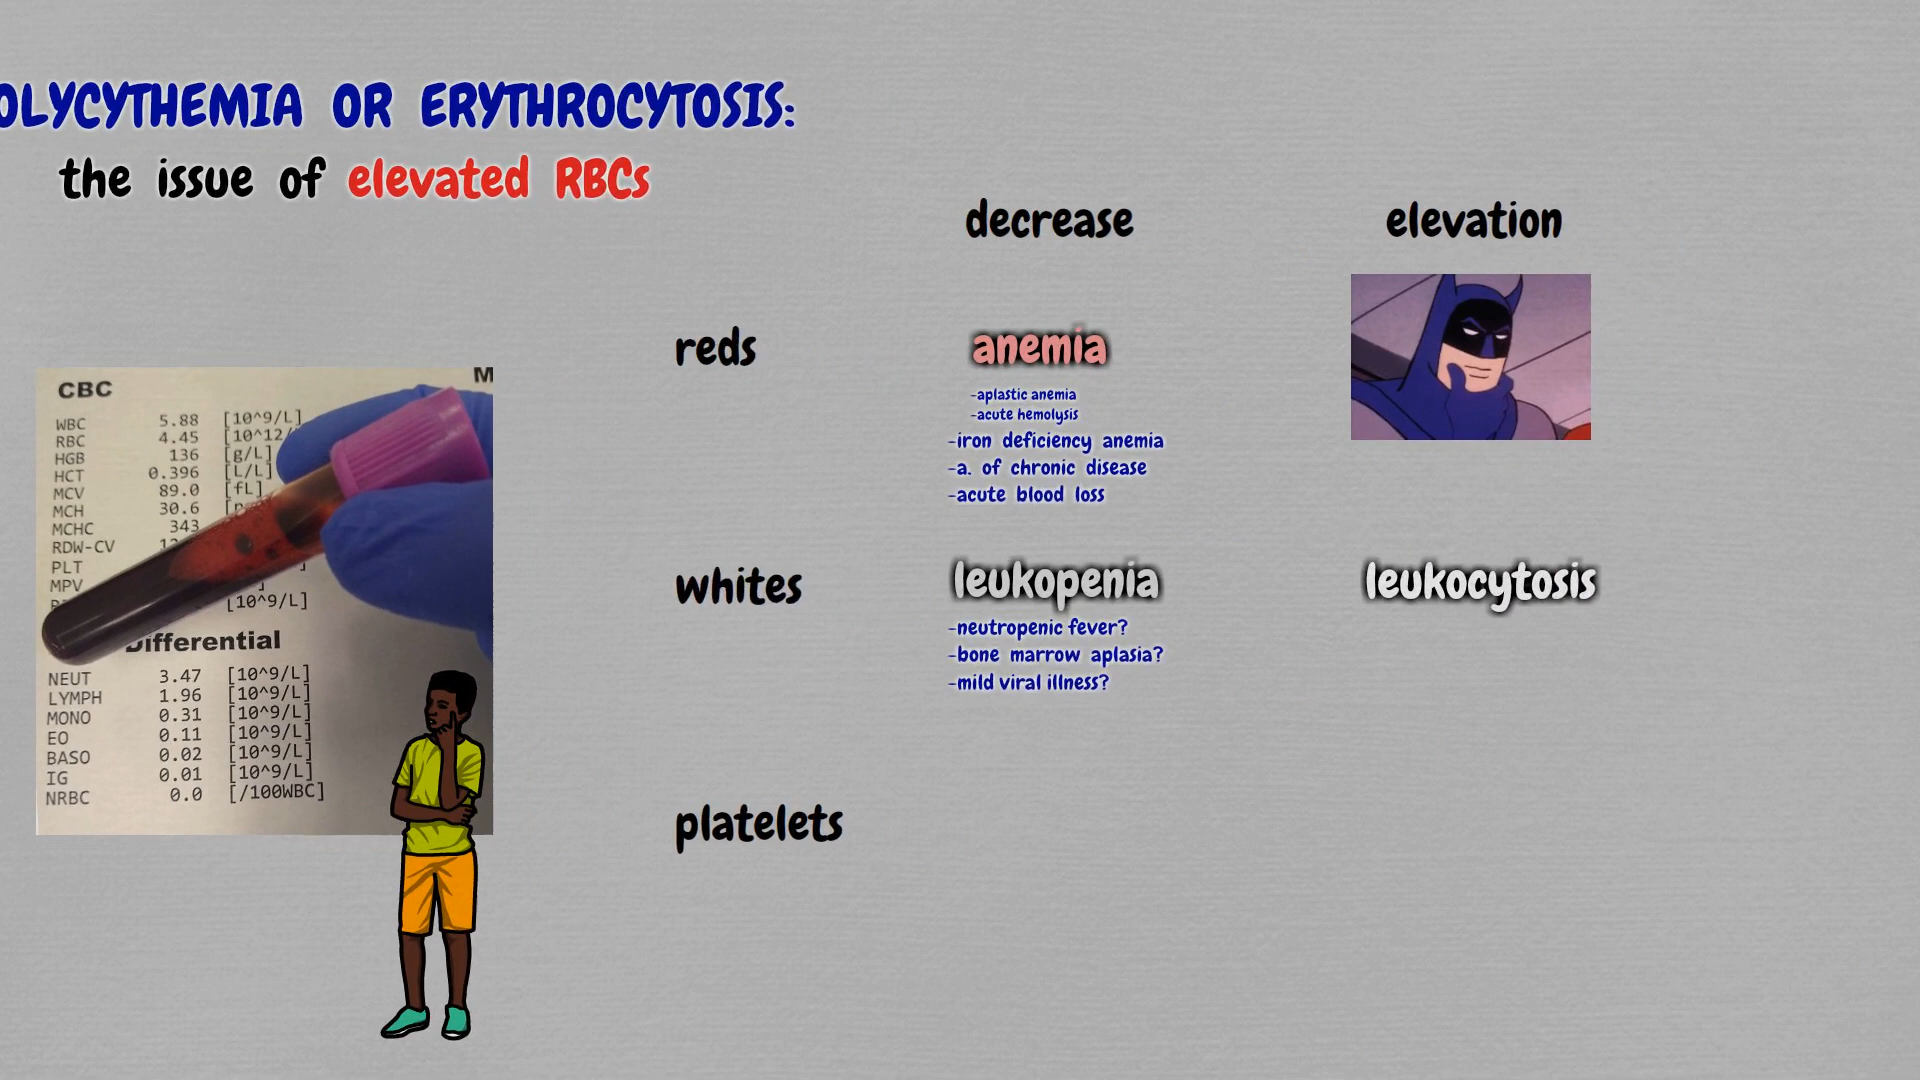 OLYCYTHEMIA OR ERYTHROCYTOSIS:
the issue of elevated RBCs
decrease elevation
reds anemia
-aplastic anemia
-acute hemolysis
-iron deficiency anemia
-a. of chronic disease
-acute blood loss
whites leukopenia leukocytosis
-neutropenic fever?
-bone marrow aplasia?
-mild viral illness?
platelets
M
CBC
WBC 5.88 [10^9/L]
RBC 4.45 [10^12/
HGB 136 [g/L]
HCT 0.396 [L/L]
MCV 89.0 [fL]
MCH 30.6
MCHC 343
RDW-CV
PLT
MPV
[10^9/L]
Differential
NEUT 3.47 [10^9/L]
LYMPH 1.96 [10^9/L]
MONO 0.31 [10^9/L]
EO 0.11 [10^9/L]
BASO 0.02 [10^9/L]
IG 0.01 [10^9/L]
NRBC 0.0 [/100WBC]